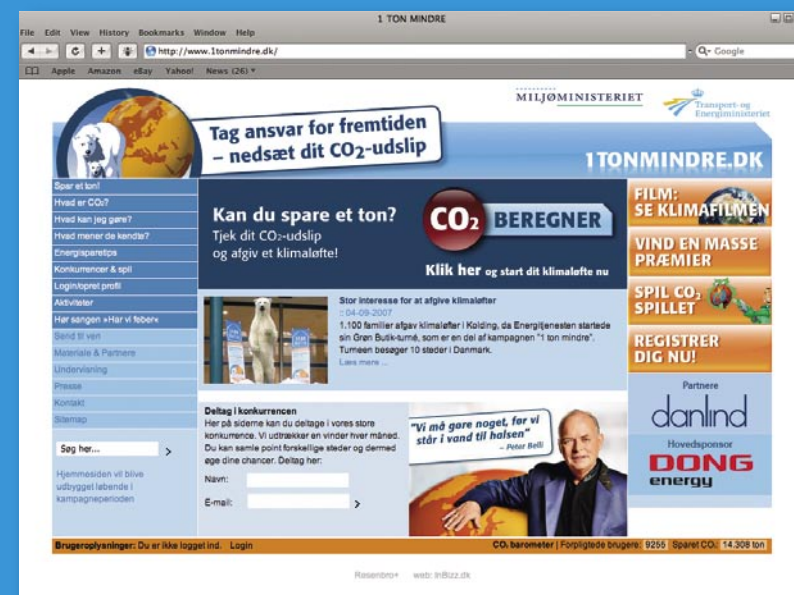 1 TON MINDRE
File Edit View History Bookmarks Window Help
http://www.1tonmindre.dk/
Google
Apple Amazon eBay Yahoo! News (26)
MILJØMINISTERIET
Transport- og
Energiministeriet
Tag ansvar for fremtiden
– nedsæt dit CO2-udslip
1TONMINDRE.DK
Spar et ton!
Hvad er CO2?
Hvad kan jeg gøre?
Hvad mener de kendte?
Energisparetips
Konkurrencer & spil
Login/opret profil
Aktiviteter
Hør sangen »Har vi feber«
Send til ven
Materiale & Partnere
Undervisning
Presse
Kontakt
Sitemap
Søg her...
Hjemmesiden vil blive
udbygget løbende i
kampagneperioden
Kan du spare et ton?
Tjek dit CO2-udslip
og afgiv et klimaløfte!
CO2 BEREGNER
Klik her og start dit klimaløfte nu
Stor interesse for at afgive klimaløfter
:: 04-09-2007
1.100 familier afgav klimaløfter i Kolding, da Energitjenesten startede
sin Grøn Butik-turné, som er en del af kampagnen "1 ton mindre".
Turneen besøger 10 steder i Danmark.
Læs mere ...
Deltag i konkurrencen
Her på siderne kan du deltage i vores store
konkurrence. Vi udtrækker en vinder hver måned.
Du kan samle point forskellige steder og dermed
øge dine chancer. Deltag her:
Navn:
E-mail:
"Vi må gøre noget, før vi
står i vand til halsen"
– Peter Belli
FILM:
SE KLIMAFILMEN
VIND EN MASSE
PRÆMIER
SPIL CO2
SPILLET
REGISTRER
DIG NU!
Partnere
danlind
Hovedsponsor
DONG
energy
Brugeroplysninger: Du er ikke logget ind. Login
CO2 barometer | Forpligtede brugere: 9255 Sparet CO2: 14.308 ton
Rosenbro+ web: InBizz.dk